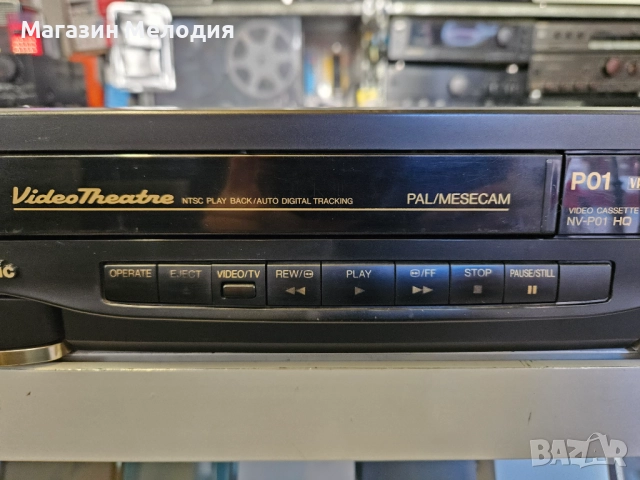 Магазин Мелодия
VideoTheatre NTSC PLAY BACK/AUTO DIGITAL TRACKING PAL/MESECAM
P01
VIDEO CASSETTE
NV-P01 HQ
ic
OPERATE EJECT VIDEO/TV REW/ PLAY /FF STOP PAUSE/STILL
BAZAR